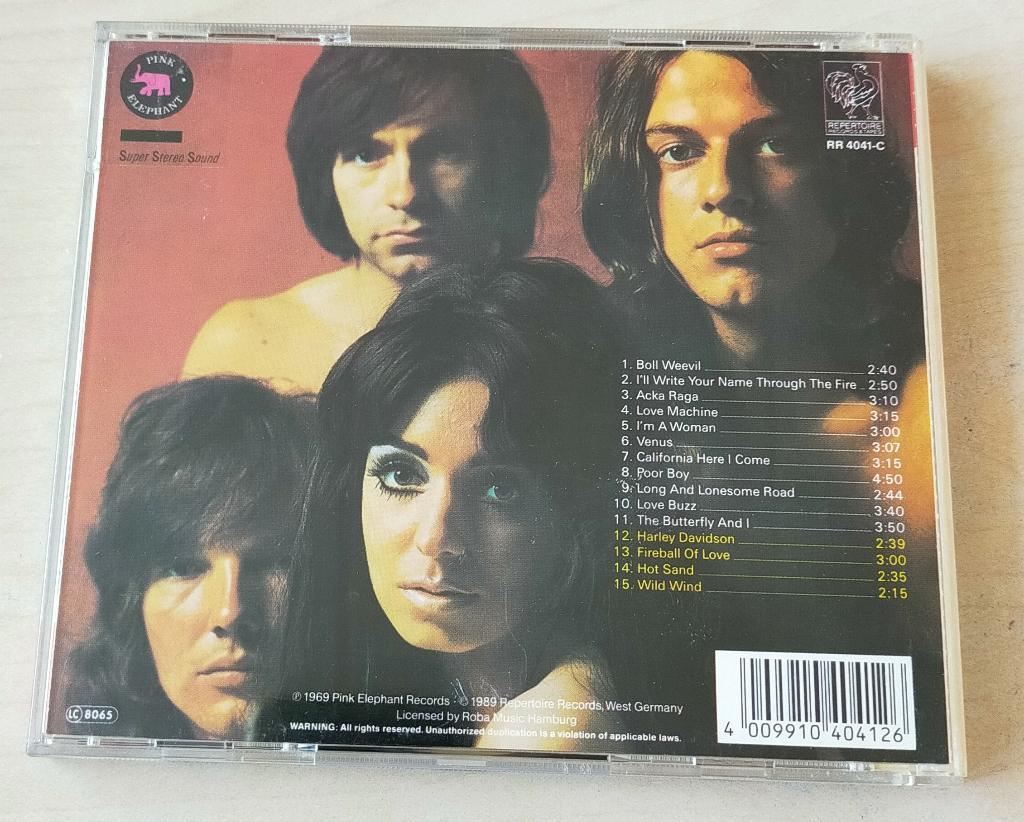 PINK
ELEPHANT
Super Stereo Sound
REPERTOIRE
RECORDS & TAPES
RR 4041-C
1. Boll Weevil 2:40
2. I'll Write Your Name Through The Fire 2:50
3. Acka Raga 3:10
4. Love Machine 3:15
5. I'm A Woman 3:00
6. Venus 3:07
7. California Here I Come 3:15
8. Poor Boy 4:50
9. Long And Lonesome Road 2:44
10. Love Buzz 3:40
11. The Butterfly And I 3:50
12. Harley Davidson 2:39
13. Fireball Of Love 3:00
14. Hot Sand 2:35
15. Wild Wind 2:15
℗ 1969 Pink Elephant Records · © 1989 Repertoire Records, West Germany
Licensed by Roba Music Hamburg
WARNING: All rights reserved. Unauthorized duplication is a violation of applicable laws.
LC 8065
4 009910 404126